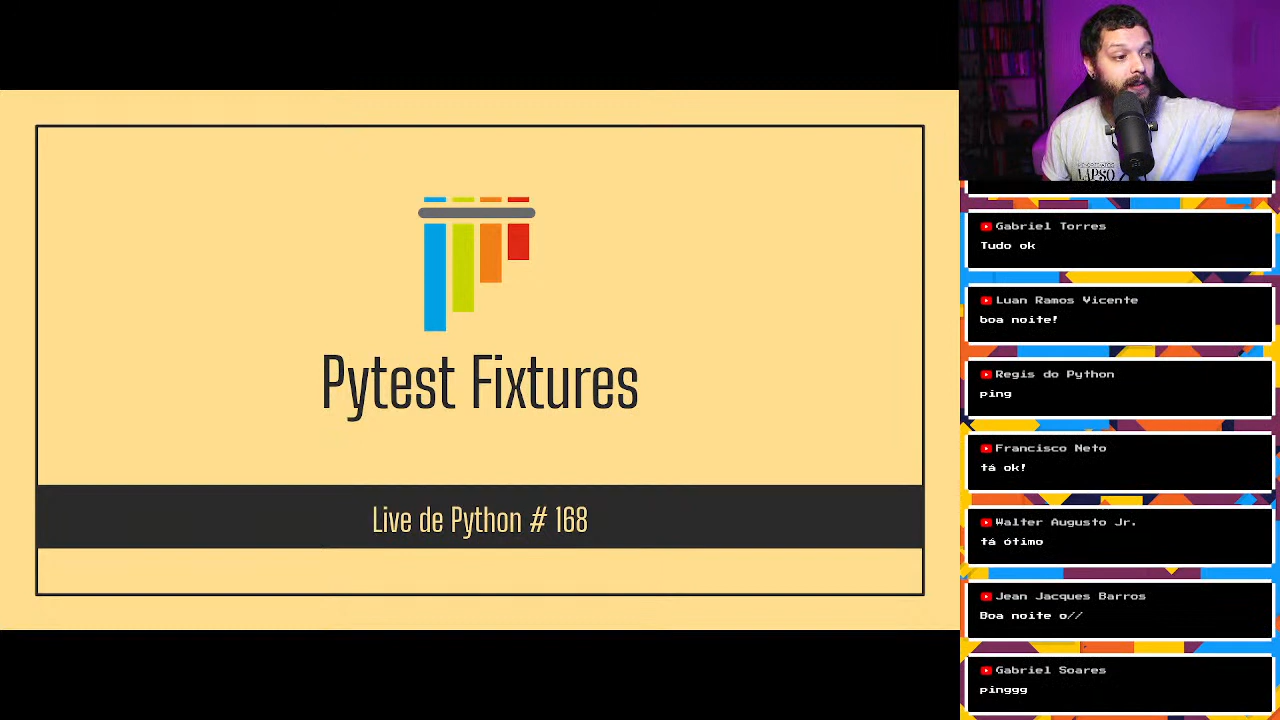 Pytest Fixtures
Live de Python # 168
LAPSO
Gabriel Torres
Tudo ok
Luan Ramos Vicente
boa noite!
Regis do Python
ping
Francisco Neto
tá ok!
Walter Augusto Jr.
tá ótimo
Jean Jacques Barros
Boa noite o//
Gabriel Soares
pinggg